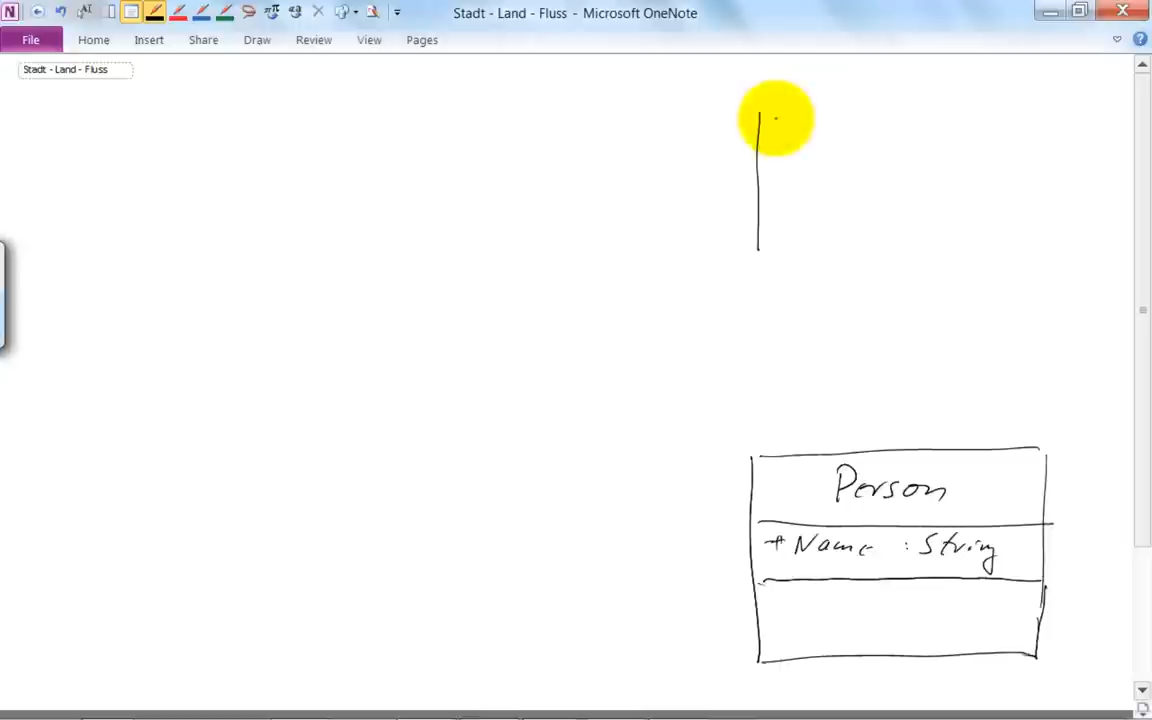 Stadt - Land - Fluss - Microsoft OneNote
File Home Insert Share Draw Review View Pages
Stadt - Land - Fluss
Person
+ Name : String